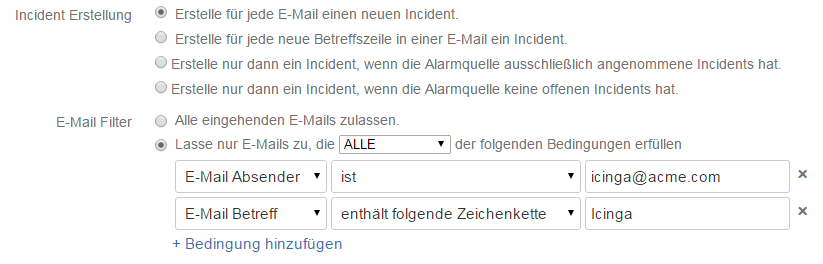 Incident Erstellung Erstelle für jede E-Mail einen neuen Incident.
Erstelle für jede neue Betreffszeile in einer E-Mail ein Incident.
Erstelle nur dann ein Incident, wenn die Alarmquelle ausschließlich angenommene Incidents hat.
Erstelle nur dann ein Incident, wenn die Alarmquelle keine offenen Incidents hat.
E-Mail Filter Alle eingehenden E-Mails zulassen.
Lasse nur E-Mails zu, die ALLE der folgenden Bedingungen erfüllen
E-Mail Absender ist icinga@acme.com ×
E-Mail Betreff enthält folgende Zeichenkette Icinga ×
+ Bedingung hinzufügen